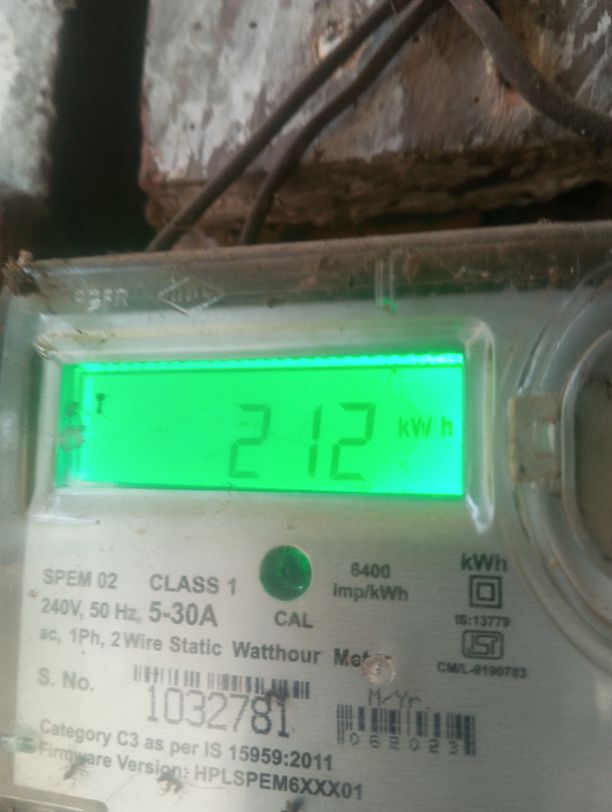 212 kWh
SPEM 02 CLASS 1 6400 kWh
240V, 50 Hz, 5-30A CAL imp/kWh
IS:13779
ac, 1Ph, 2 Wire Static Watthour Meter
CM/L-9190783
S. No. 1032781 M/Yr.
062023
Category C3 as per IS 15959:2011
Firmware Version: HPLSPEM6XXX01